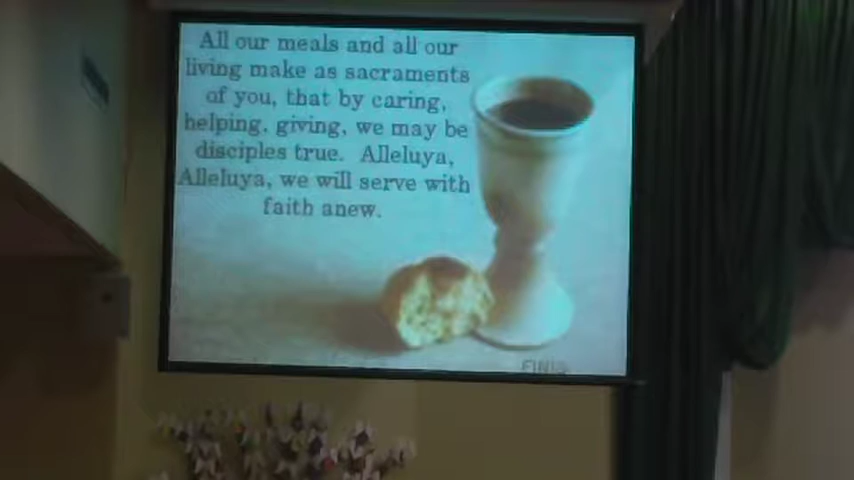 All our meals and all our
living make as sacraments
of you, that by caring,
helping, giving, we may be
disciples true. Alleluya,
Alleluya, we will serve with
faith anew.
FINIS